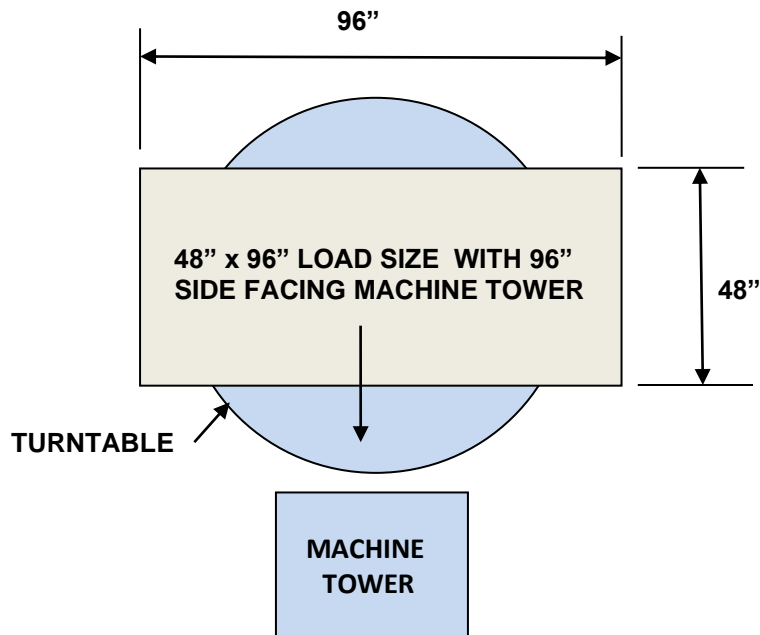 96”
48” x 96” LOAD SIZE WITH 96”
SIDE FACING MACHINE TOWER
48”
TURNTABLE
MACHINE
TOWER